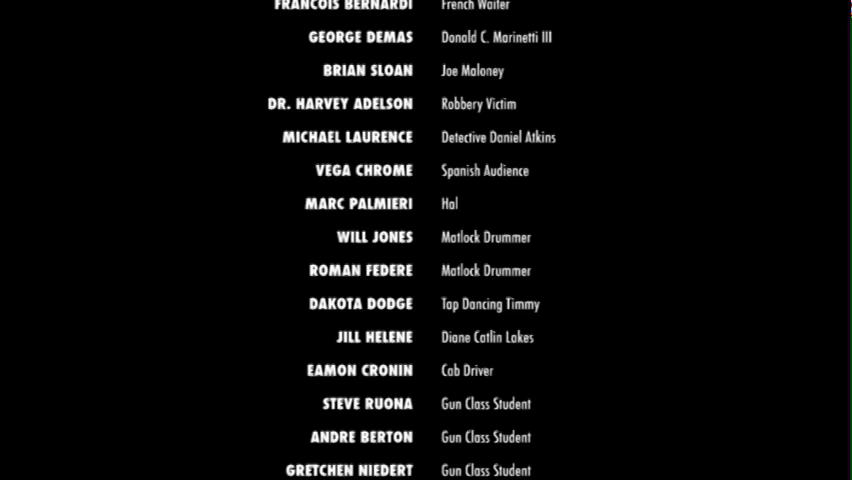 FRANCOIS BERNARDI French Waiter
GEORGE DEMAS Donald C. Marinetti III
BRIAN SLOAN Joe Maloney
DR. HARVEY ADELSON Robbery Victim
MICHAEL LAURENCE Detective Daniel Atkins
VEGA CHROME Spanish Audience
MARC PALMIERI Hal
WILL JONES Matlock Drummer
ROMAN FEDERE Matlock Drummer
DAKOTA DODGE Tap Dancing Timmy
JILL HELENE Diane Catlin Lakes
EAMON CRONIN Cab Driver
STEVE RUONA Gun Class Student
ANDRE BERTON Gun Class Student
GRETCHEN NIEDERT Gun Class Student